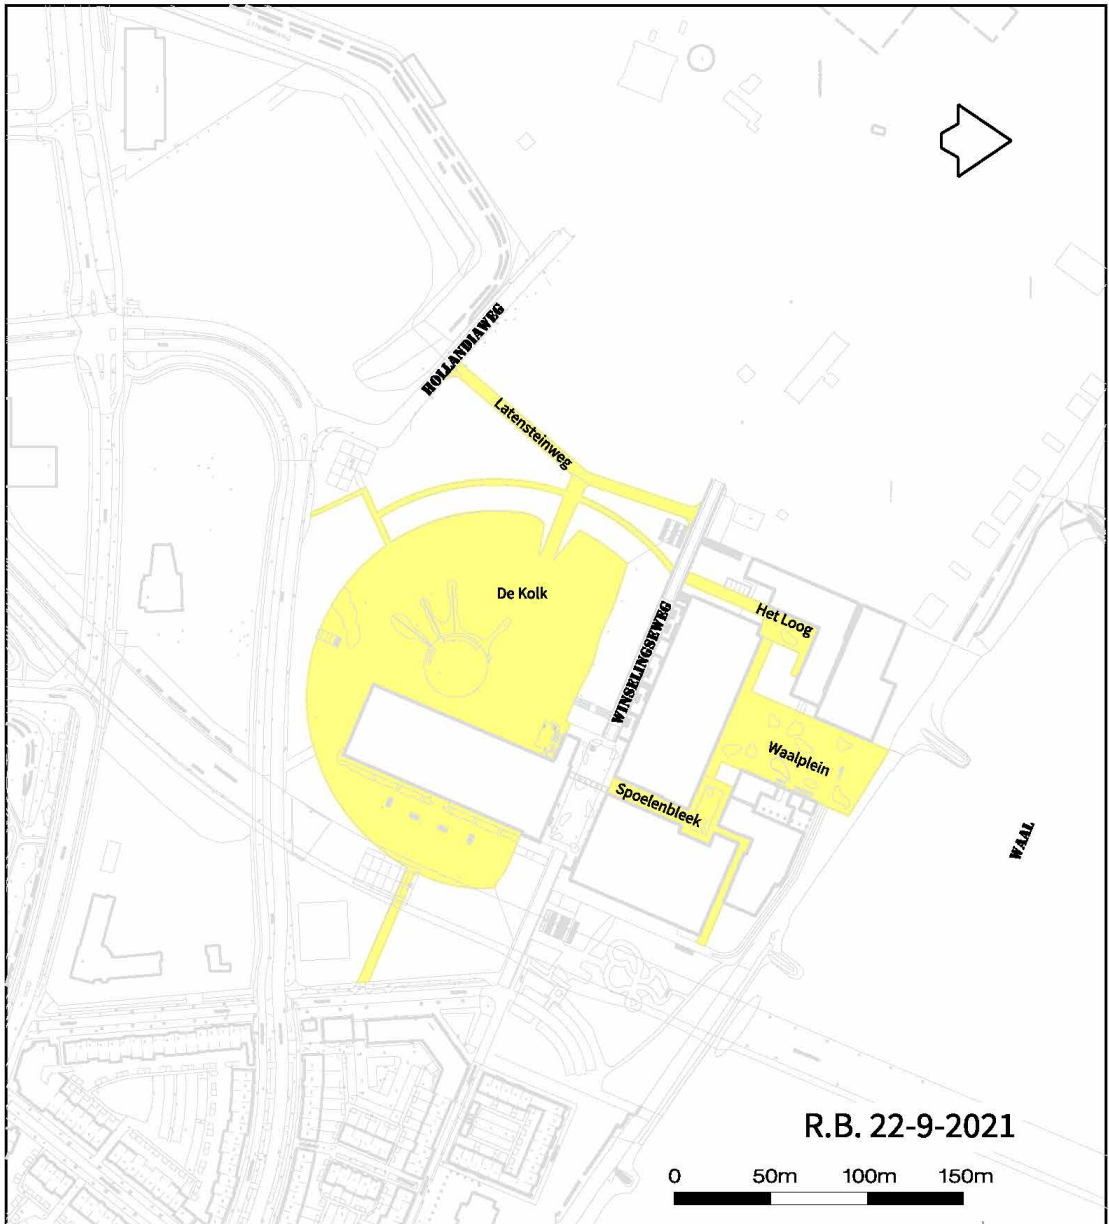 HOLLANDIAWEG
Latensteinweg
De Kolk
WINSELINGSEWEG
Het Loog
Waalplein
Spoelenbleek
WAAL
R.B. 22-9-2021
0 50m 100m 150m